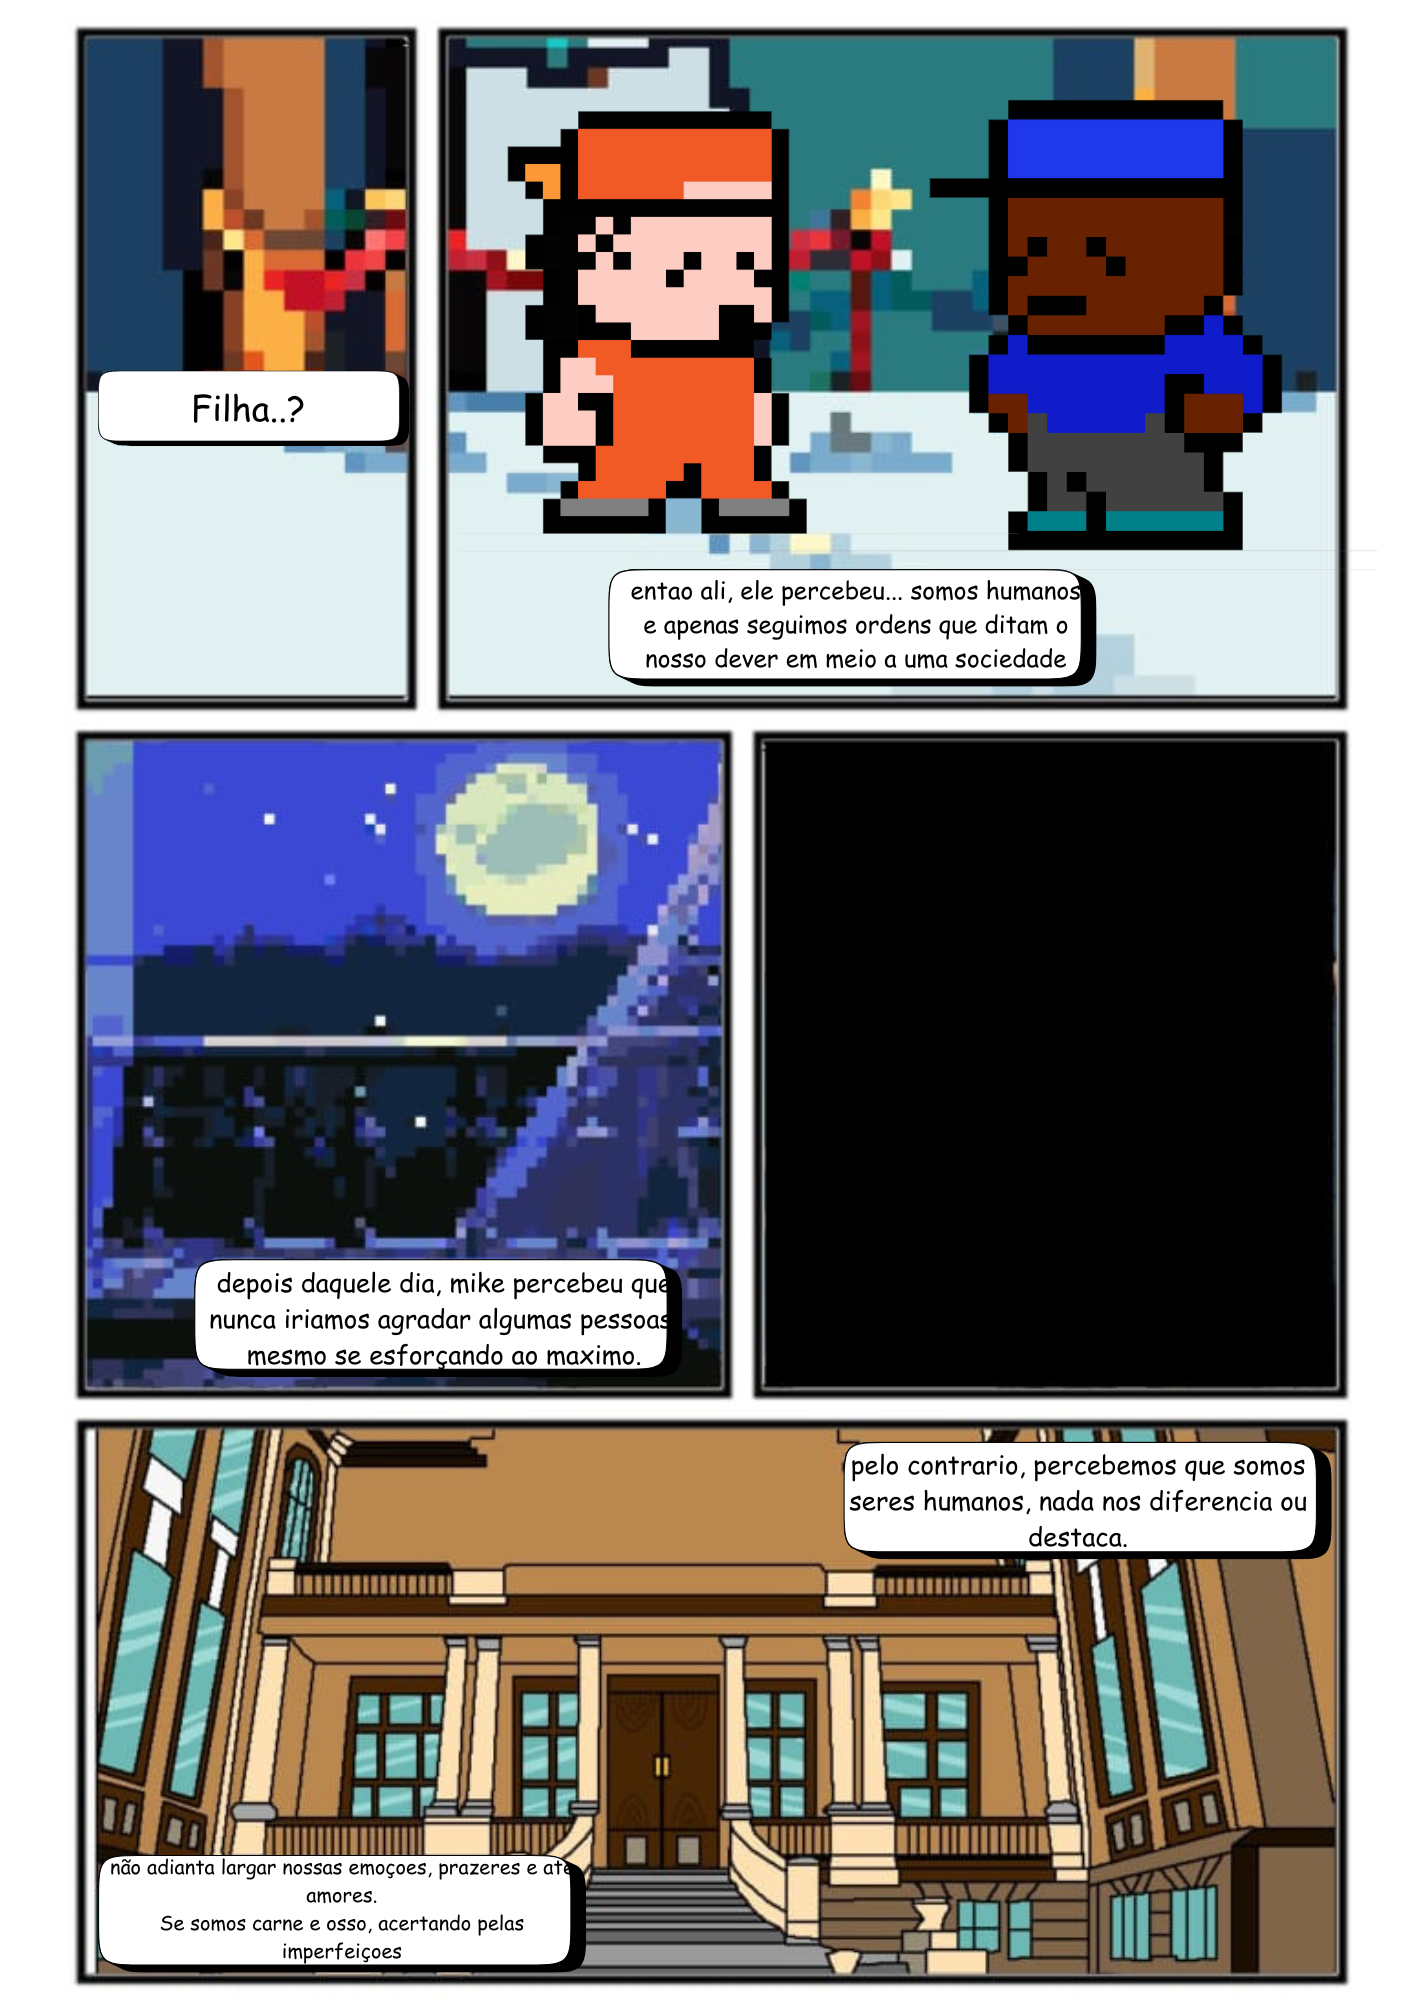 Filha..?
entao ali, ele percebeu... somos humanos
e apenas seguimos ordens que ditam o
nosso dever em meio a uma sociedade
depois daquele dia, mike percebeu que
nunca iriamos agradar algumas pessoas
mesmo se esforçando ao maximo.
pelo contrario, percebemos que somos
seres humanos, nada nos diferencia ou
destaca.
não adianta largar nossas emoçoes, prazeres e ate
amores.
Se somos carne e osso, acertando pelas
imperfeiçoes